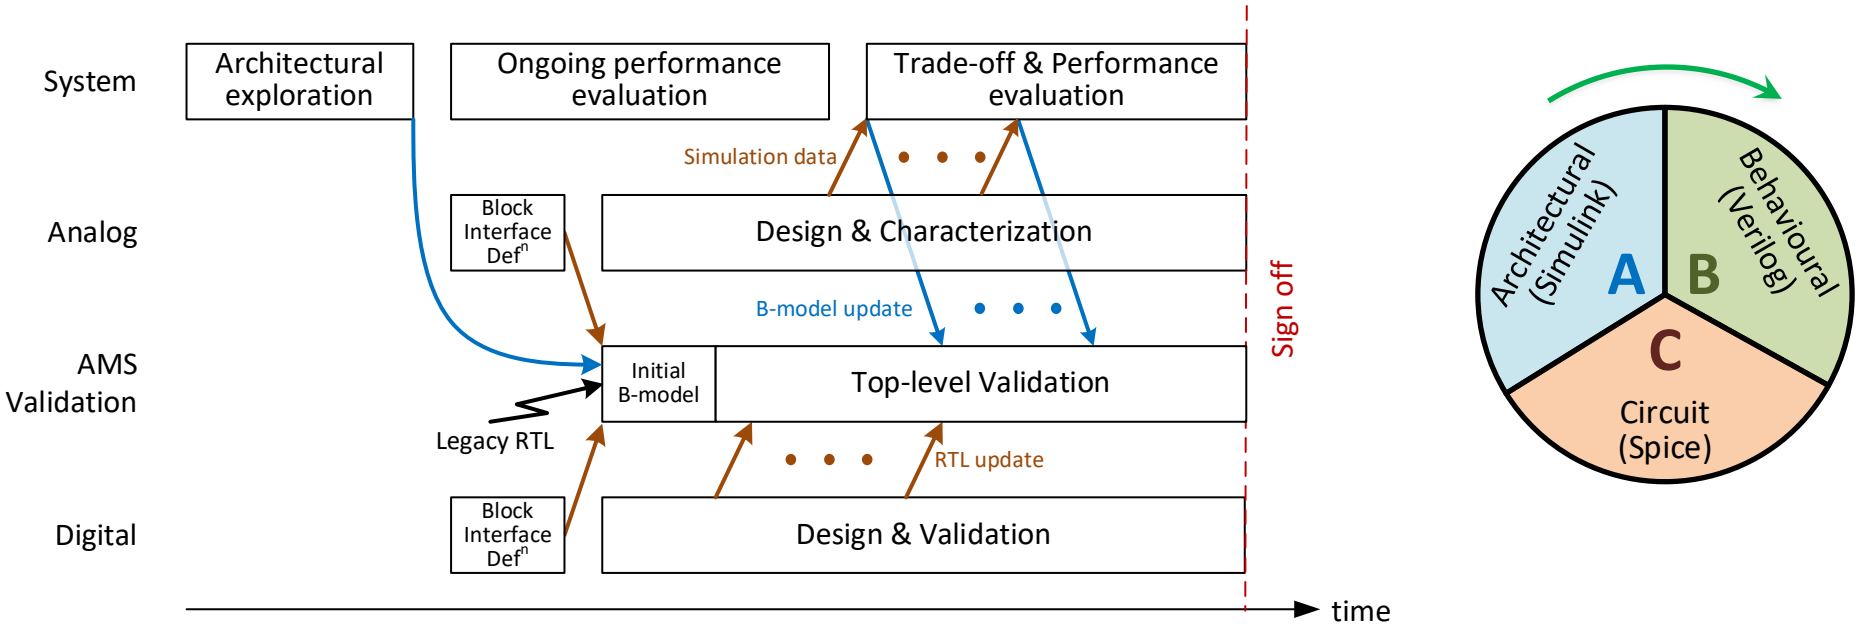 System
Architectural
exploration
Ongoing performance
evaluation
Trade-off & Performance
evaluation
Simulation data
Analog
Block
Interface
Defⁿ
Design & Characterization
B-model update
Sign off
AMS
Validation
Initial
B-model
Top-level Validation
Legacy RTL
RTL update
Digital
Block
Interface
Defⁿ
Design & Validation
time
Architectural
(Simulink)
A
Behavioural
(Verilog)
B
C
Circuit
(Spice)